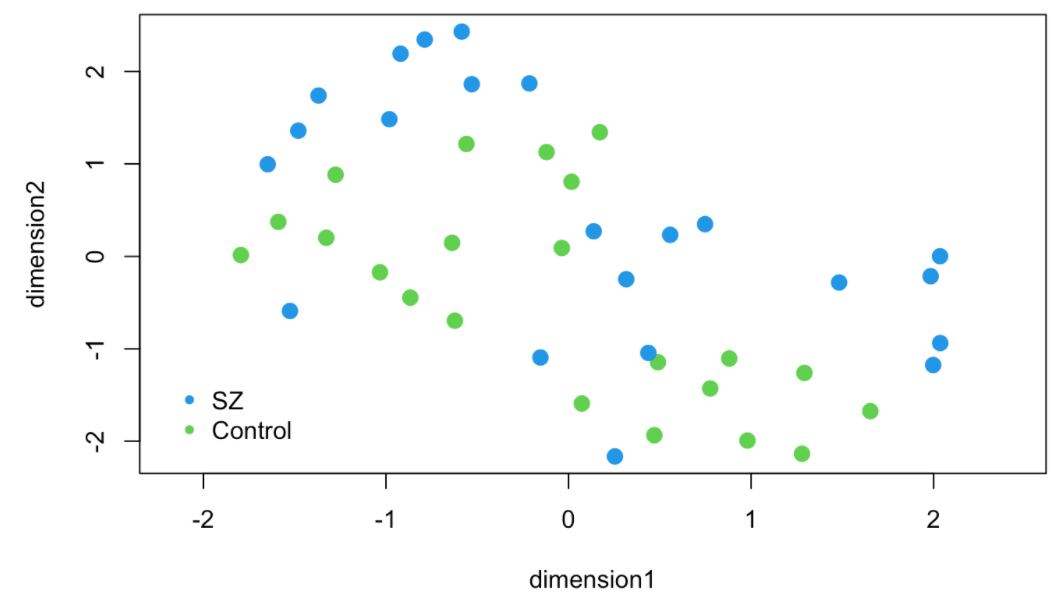 dimension2
2
1
0
-1
-2
SZ
Control
-2 -1 0 1 2
dimension1